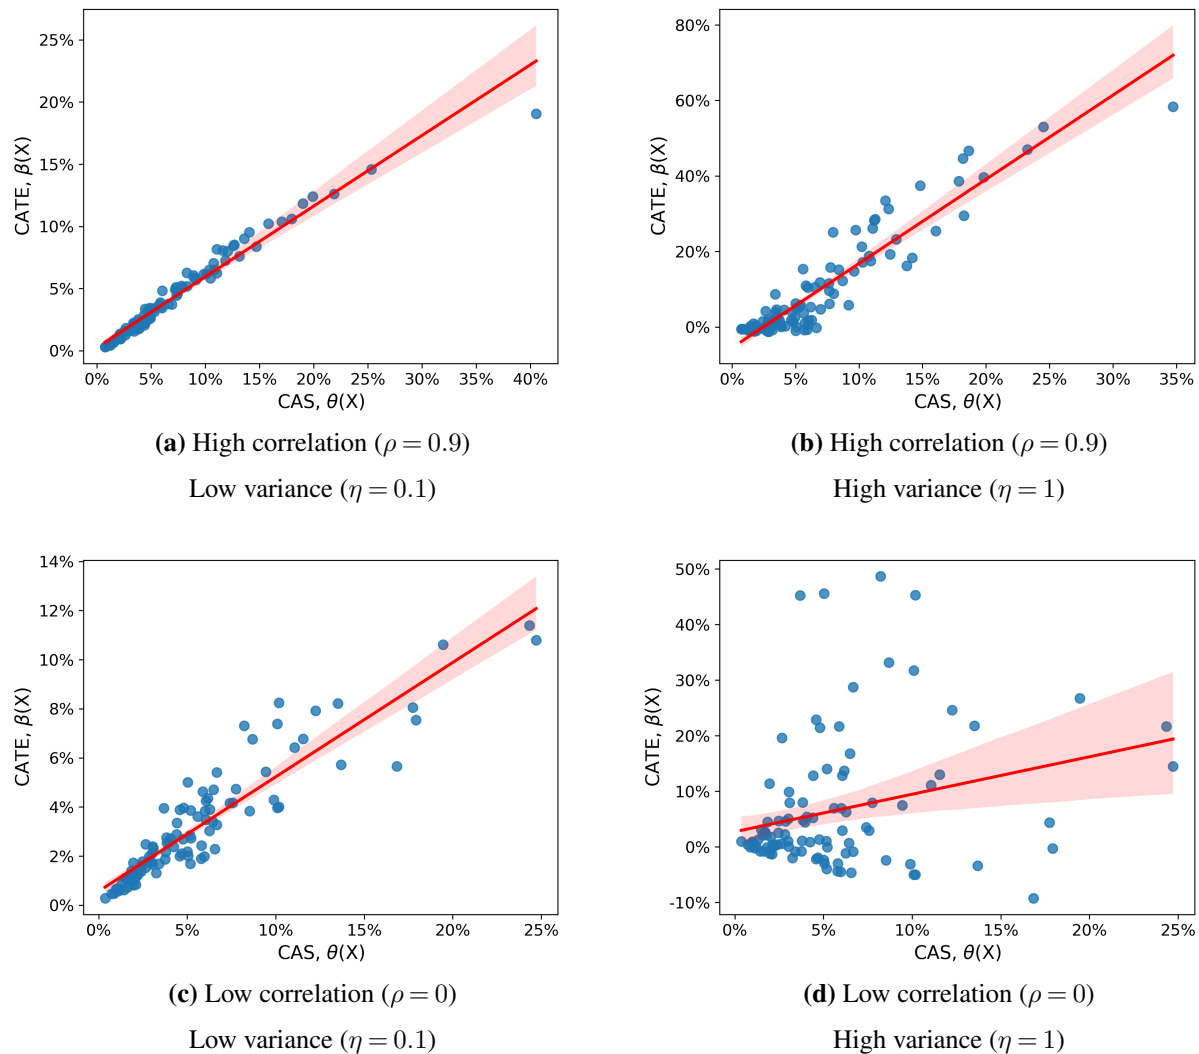 25%
20%
15%
10%
5%
0%
CATE, β(X)
0% 5% 10% 15% 20% 25% 30% 35% 40%
CAS, θ(X)
(a) High correlation (ρ = 0.9)
Low variance (η = 0.1)
80%
60%
40%
20%
0%
CATE, β(X)
0% 5% 10% 15% 20% 25% 30% 35%
CAS, θ(X)
(b) High correlation (ρ = 0.9)
High variance (η = 1)
14%
12%
10%
8%
6%
4%
2%
0%
CATE, β(X)
0% 5% 10% 15% 20% 25%
CAS, θ(X)
(c) Low correlation (ρ = 0)
Low variance (η = 0.1)
50%
40%
30%
20%
10%
0%
-10%
CATE, β(X)
0% 5% 10% 15% 20% 25%
CAS, θ(X)
(d) Low correlation (ρ = 0)
High variance (η = 1)